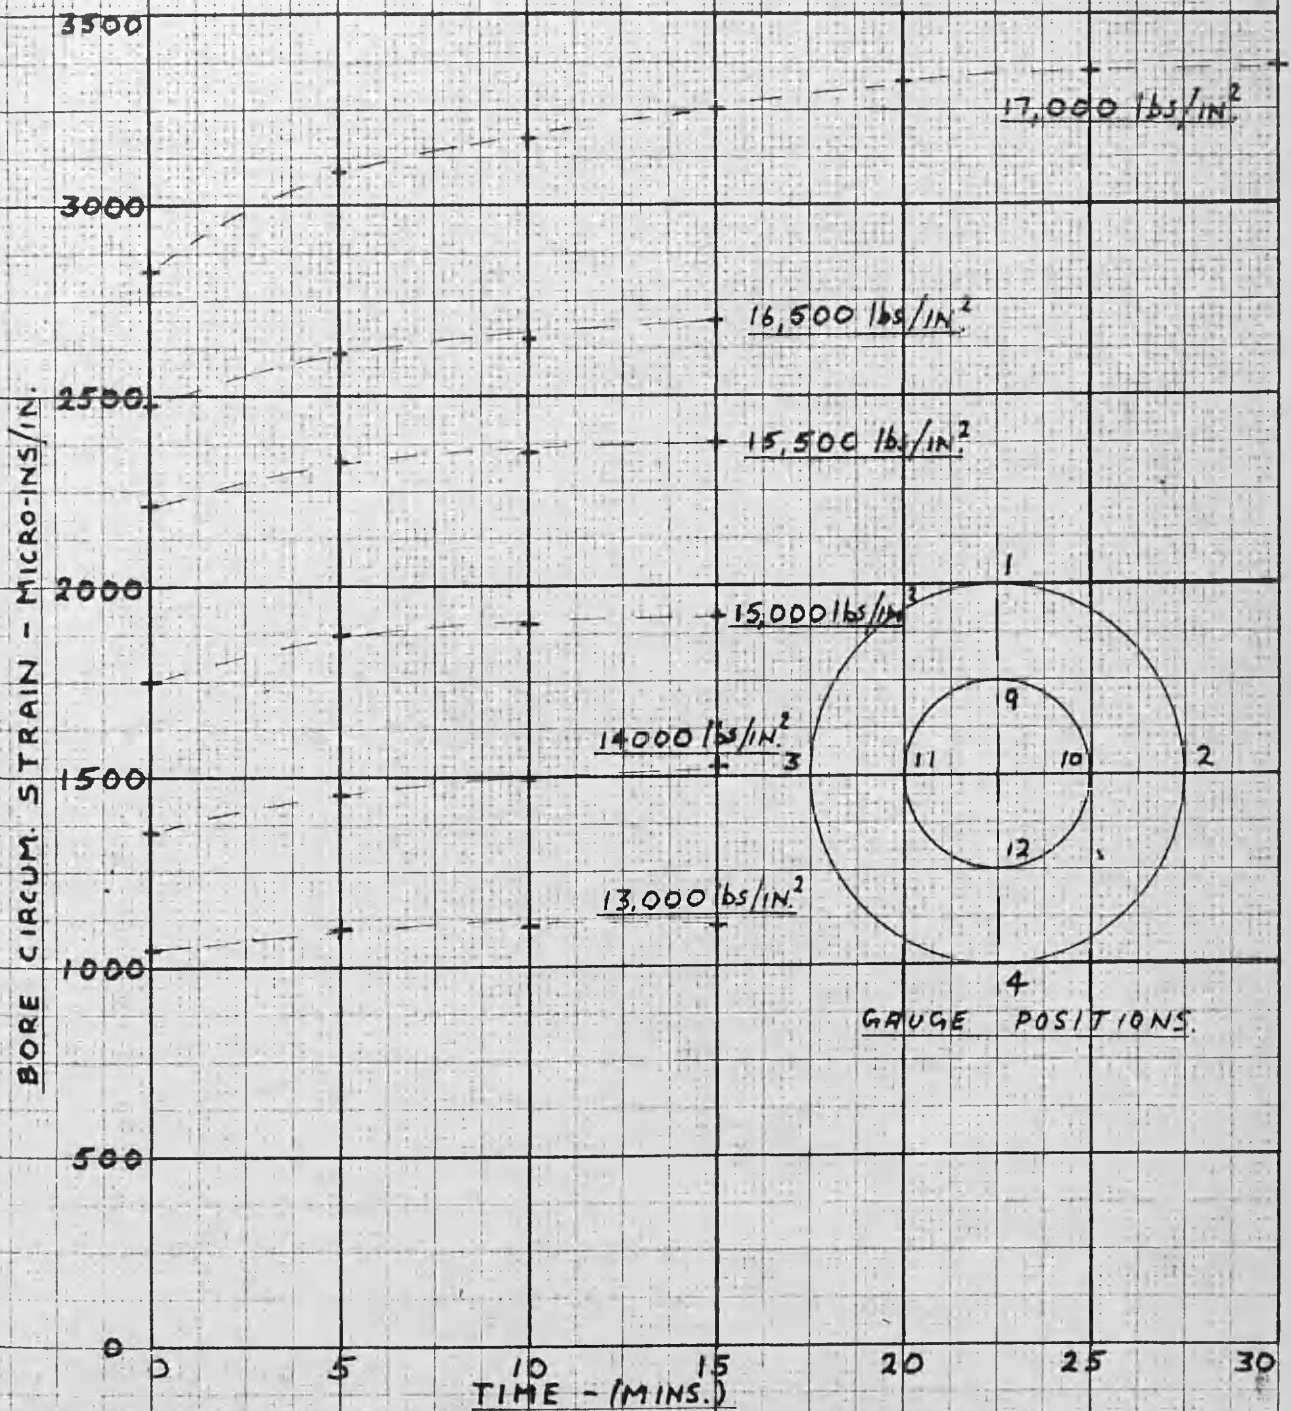 3500
17,000 lbs/IN²
3000
16,500 lbs/IN²
2500
15,500 lbs/IN²
2000
1
15,000 lbs/IN²
9
14000 lbs/IN²
1500
3
11
10
2
12
13,000 lbs/IN²
1000
4
GAUGE POSITIONS.
500
0
0 5 10 15 20 25 30
TIME - (MINS.)
BORE CIRCUM. STRAIN - MICRO-INS/IN.